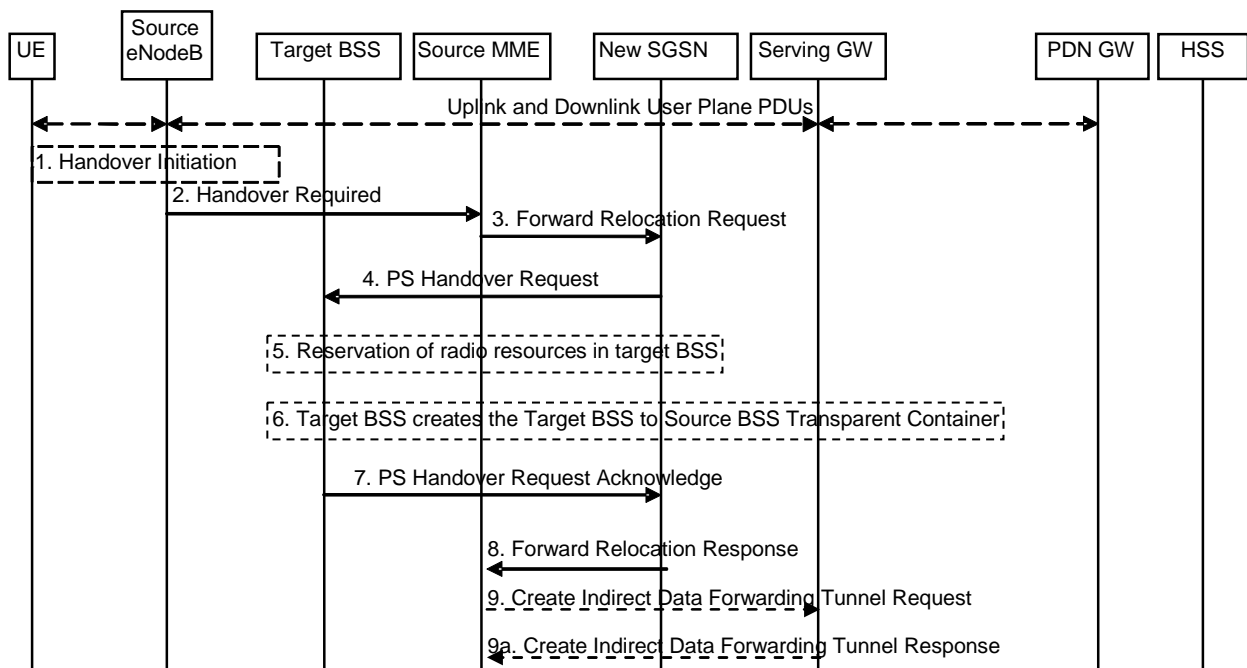 UE
Source
eNodeB
Target BSS
Source MME
New SGSN
Serving GW
PDN GW
HSS
Uplink and Downlink User Plane PDUs
1. Handover Initiation
2. Handover Required
3. Forward Relocation Request
4. PS Handover Request
5. Reservation of radio resources in target BSS
6. Target BSS creates the Target BSS to Source BSS Transparent Container
7. PS Handover Request Acknowledge
8. Forward Relocation Response
9. Create Indirect Data Forwarding Tunnel Request
9a. Create Indirect Data Forwarding Tunnel Response